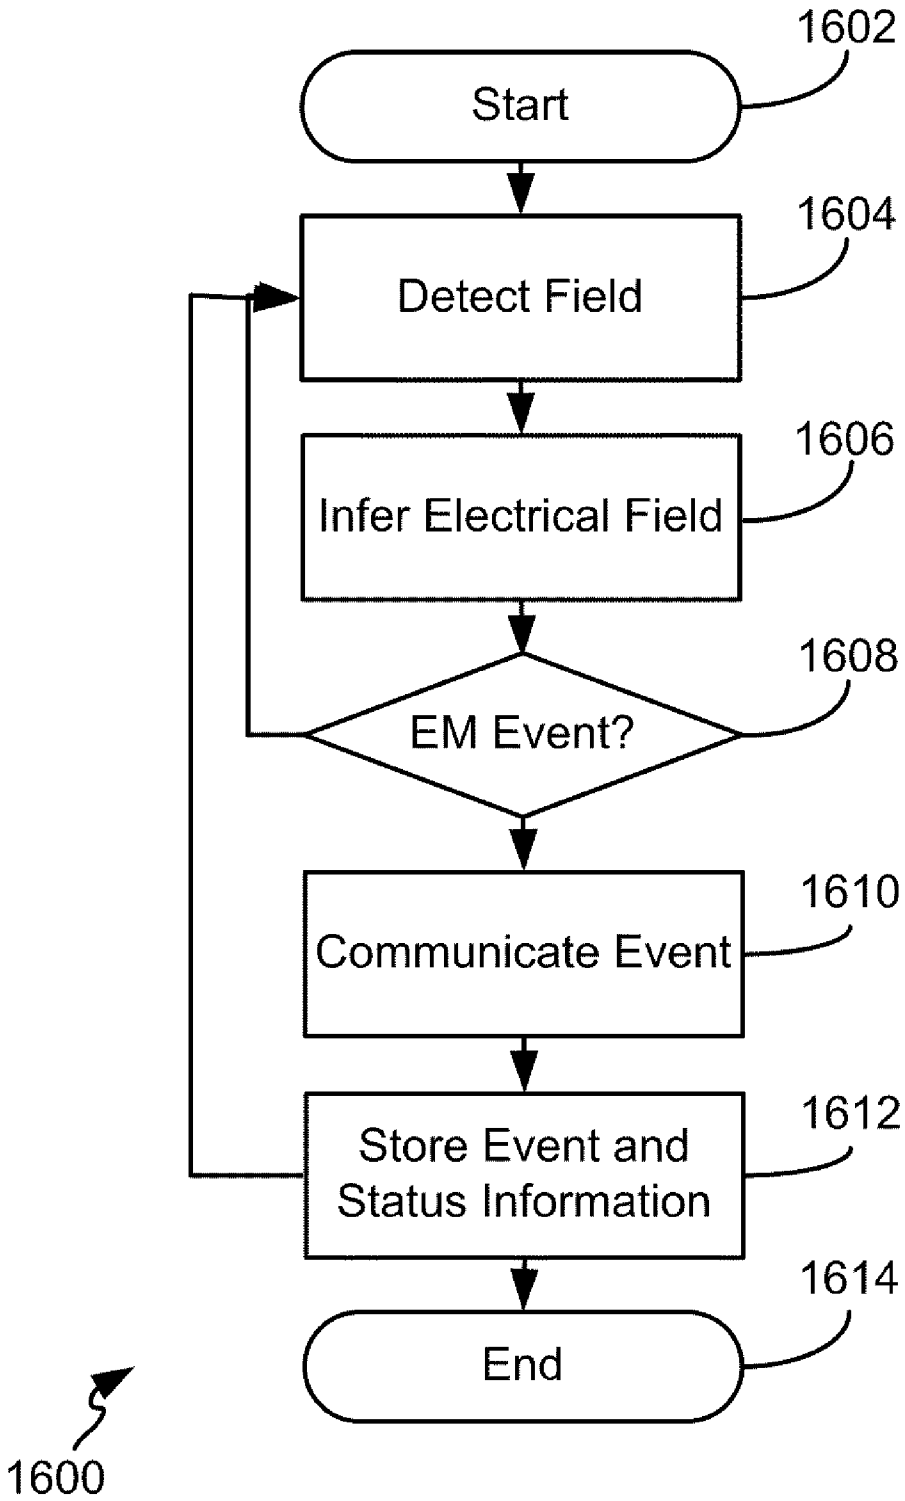 1602
Start
1604
Detect Field
1606
Infer Electrical Field
1608
EM Event?
1610
Communicate Event
1612
Store Event and
Status Information
1614
End
1600